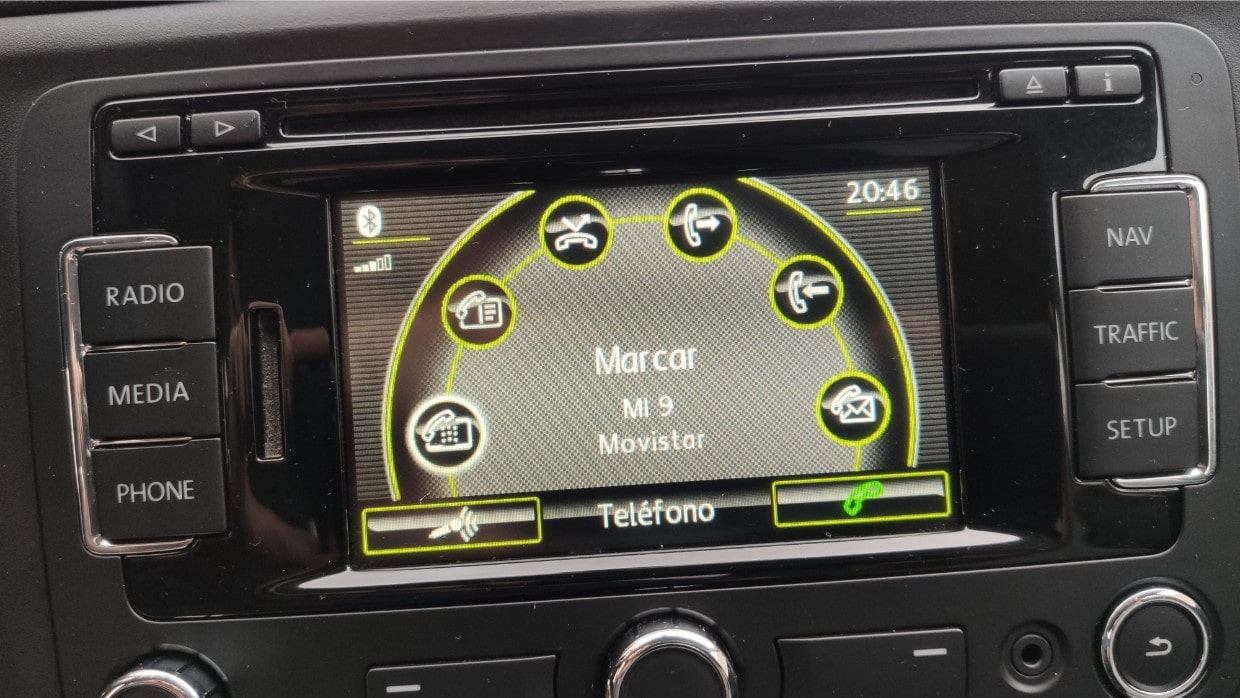 i
20:46
RADIO
MEDIA
PHONE
NAV
TRAFFIC
SETUP
Marcar
MI 9
Movistar
Teléfono